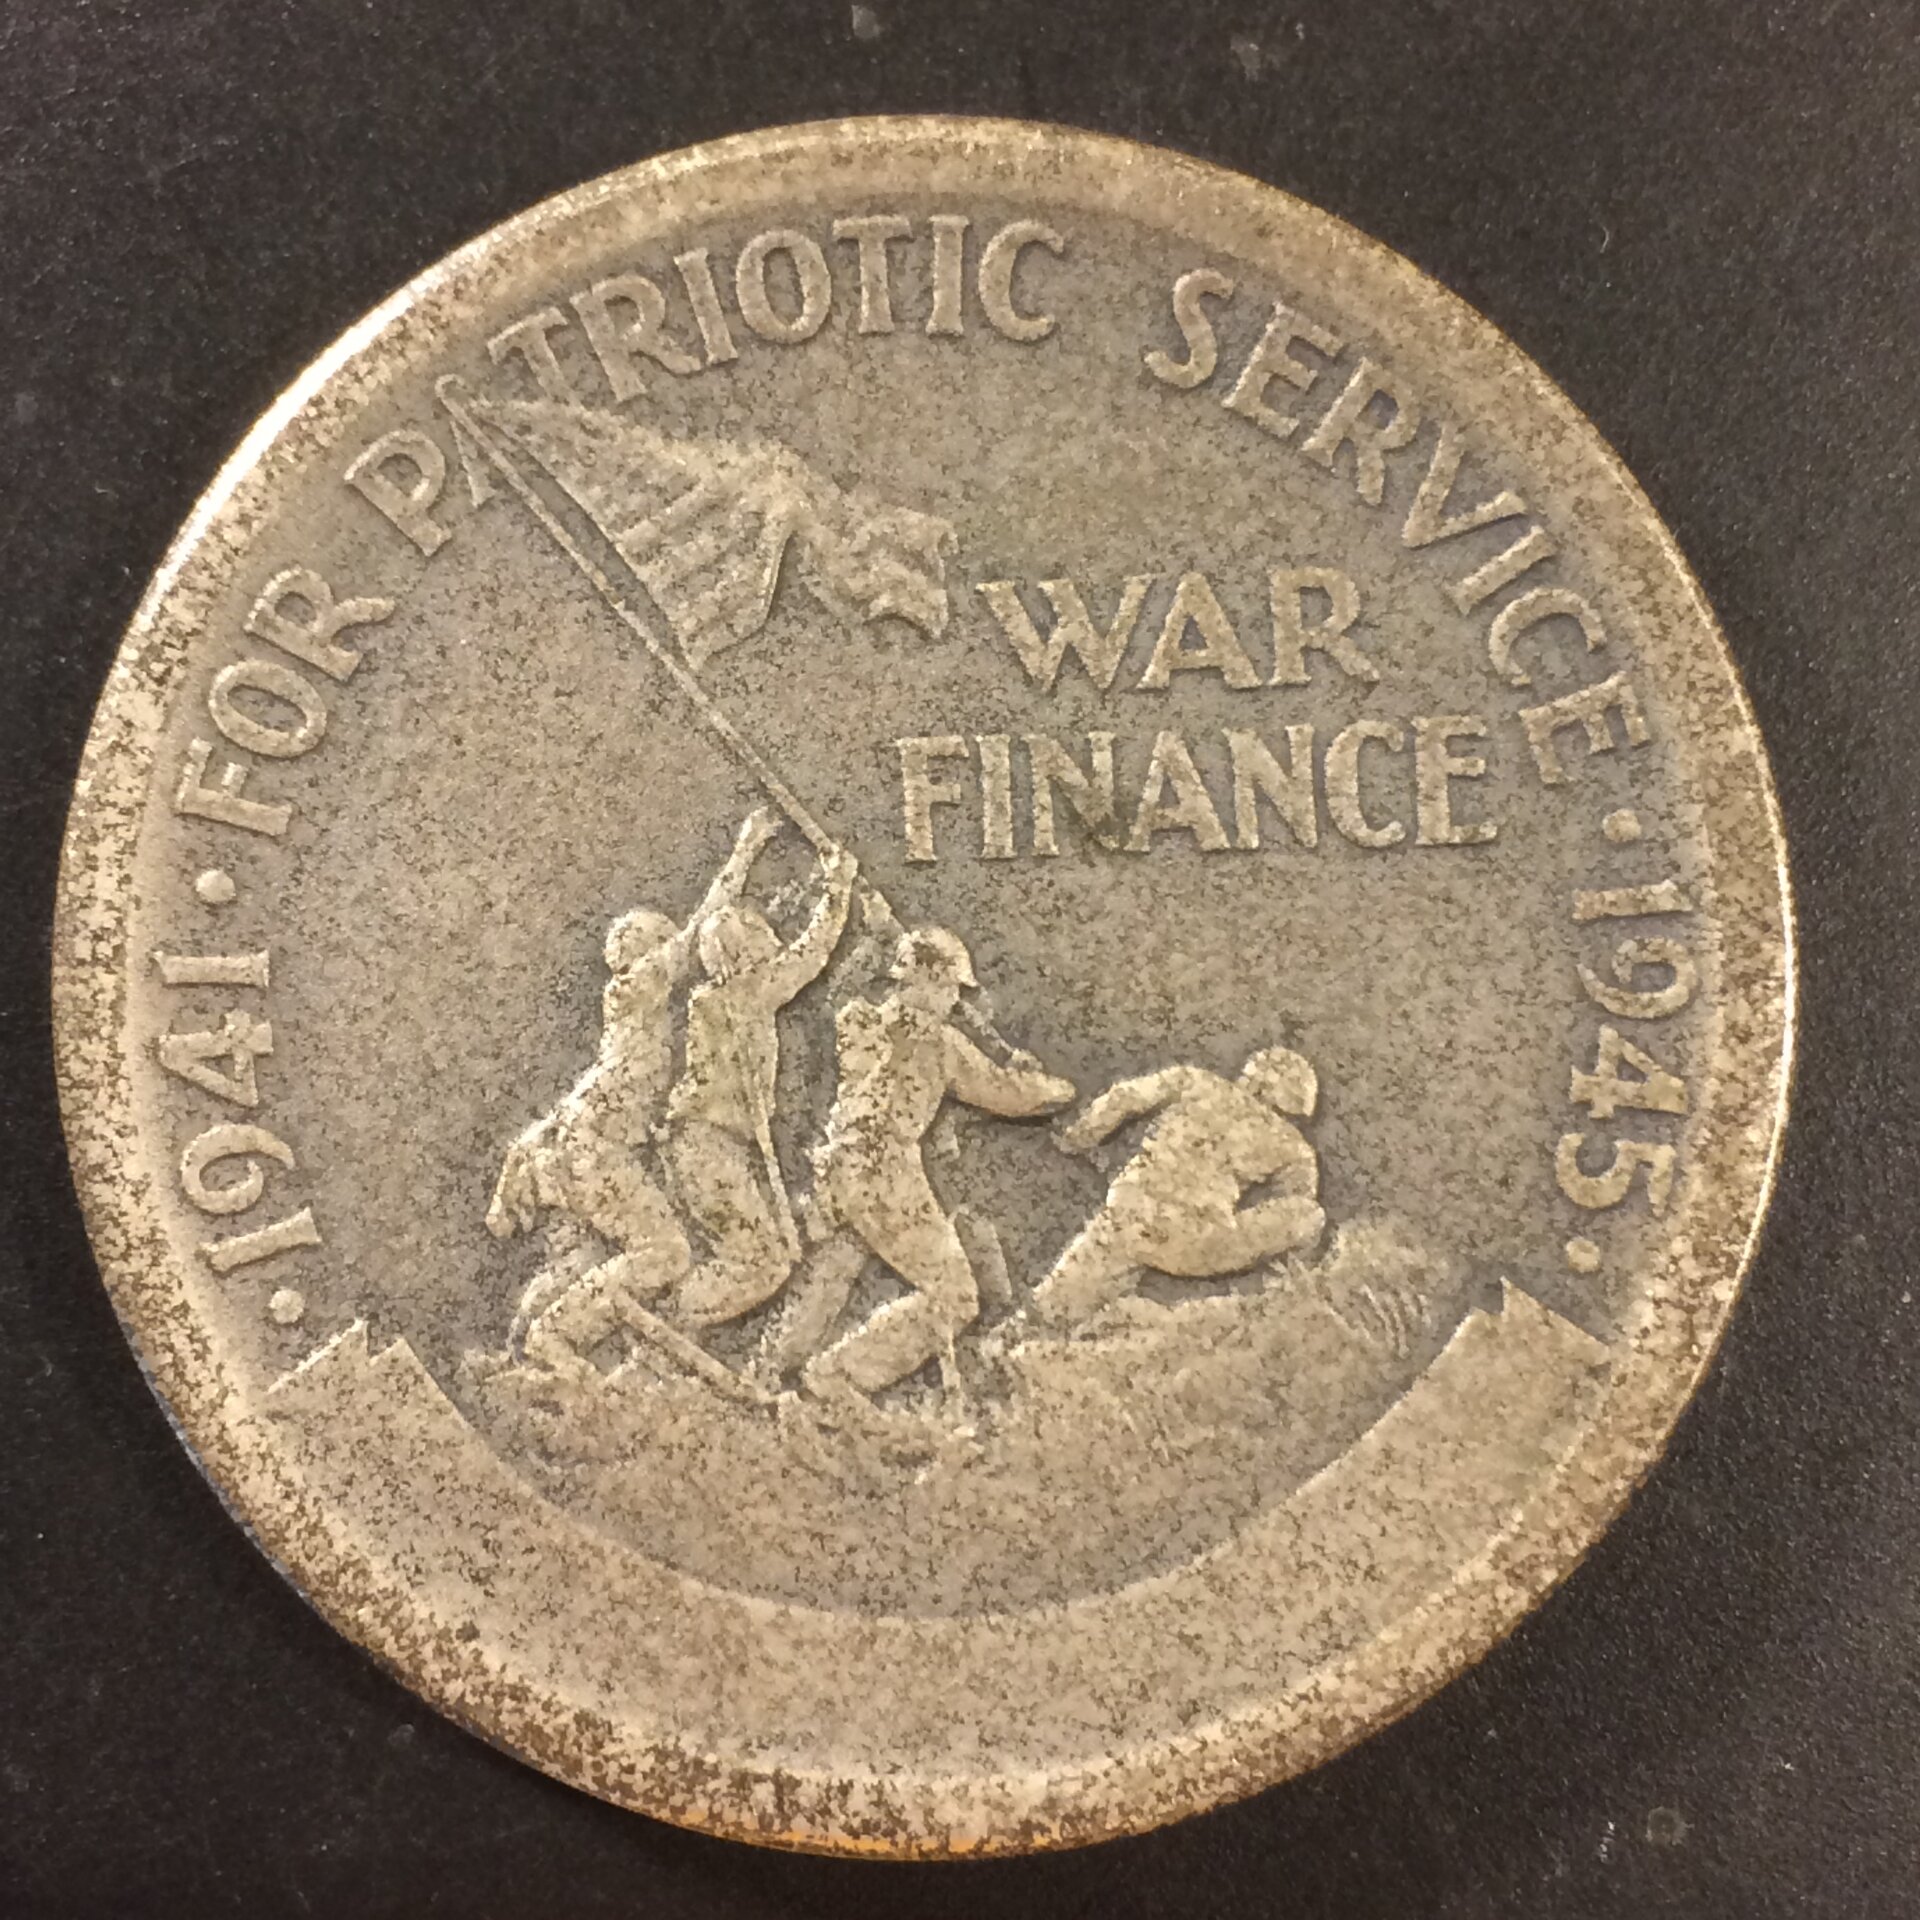 · 1941 · FOR PATRIOTIC SERVICE · 1945 ·
WAR
FINANCE